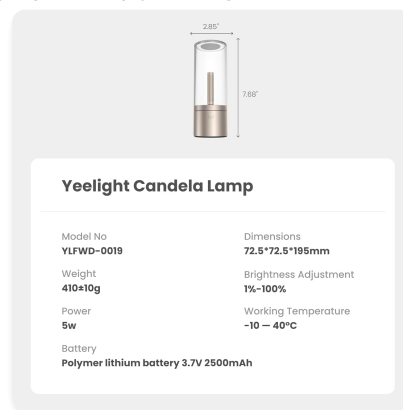 2.85"
7.68"
Yeelight Candela Lamp
Model No
YLFWD-0019
Dimensions
72.5*72.5*195mm
Weight
410±10g
Brightness Adjustment
1%-100%
Power
5w
Working Temperature
-10 — 40°C
Battery
Polymer lithium battery 3.7V 2500mAh